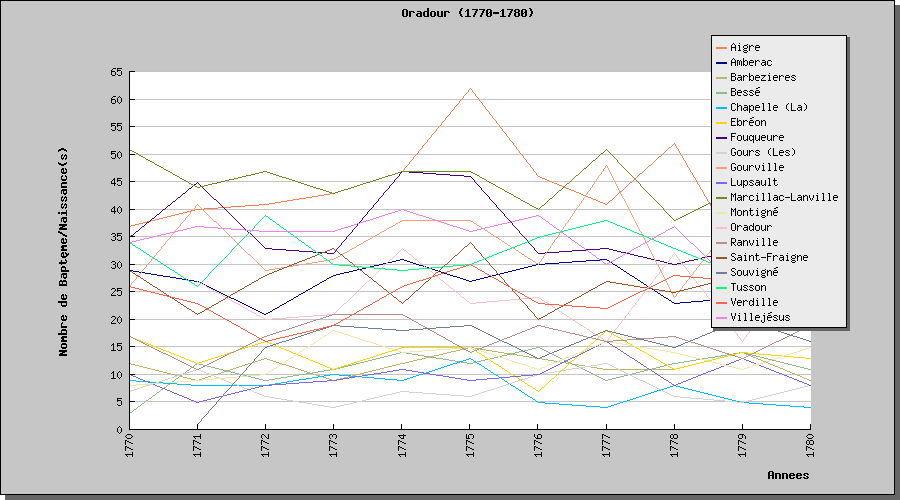 Oradour (1770-1780)
Nombre de Baptęme/Naissance(s)
65
60
55
50
45
40
35
30
25
20
15
10
5
0
1770
1771
1772
1773
1774
1775
1776
1777
1778
1779
1780
Annees
Aigre
Amberac
Barbezieres
Bessé
Chapelle (La)
Ebréon
Fouqueure
Gours (Les)
Gourville
Lupsault
Marcillac-Lanville
Montigné
Oradour
Ranville
Saint-Fraigne
Souvigné
Tusson
Verdille
Villejésus